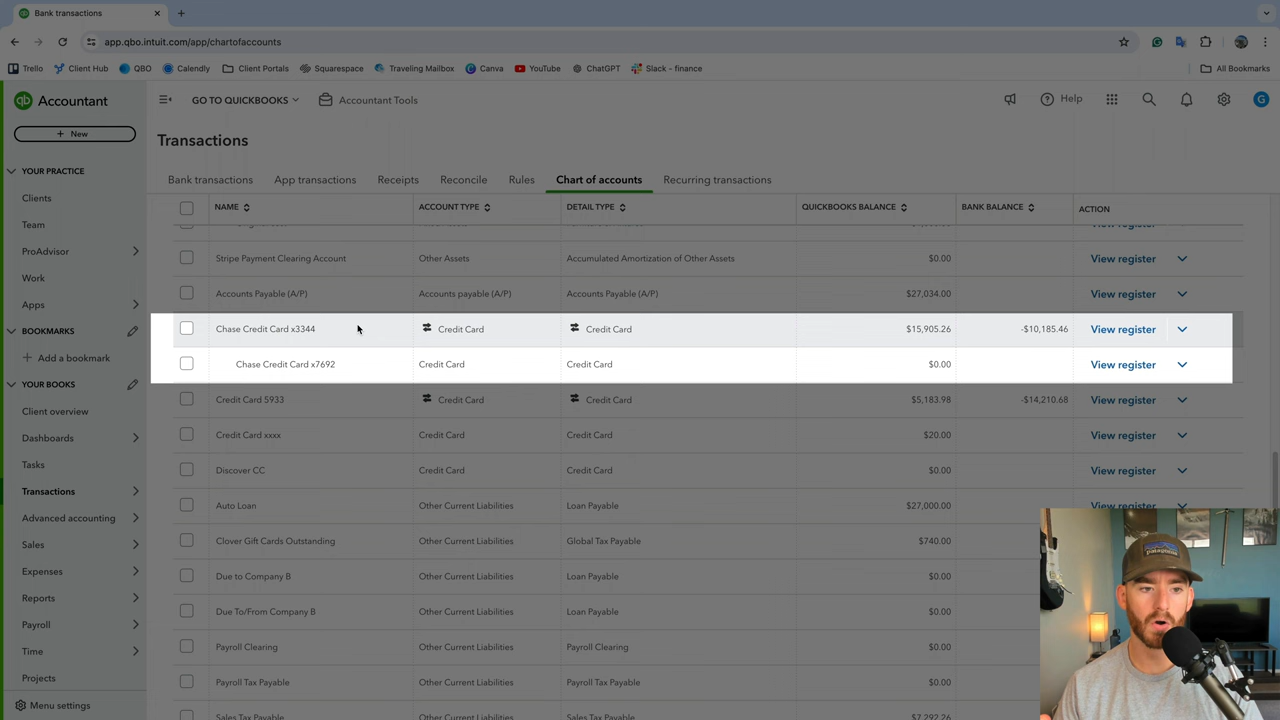 Bank transactions
app.qbo.intuit.com/app/chartofaccounts
Trello Client Hub QBO Calendly Client Portals Squarespace Traveling Mailbox Canva YouTube ChatGPT Slack - finance All Bookmarks
qb Accountant GO TO QUICKBOOKS Accountant Tools Help G
+ New
Transactions
YOUR PRACTICE
Bank transactions App transactions Receipts Reconcile Rules Chart of accounts Recurring transactions
Clients
NAME ACCOUNT TYPE DETAIL TYPE QUICKBOOKS BALANCE BANK BALANCE ACTION
Team
ProAdvisor
Stripe Payment Clearing Account Other Assets Accumulated Amortization of Other Assets $0.00 View register
Work
Accounts Payable (A/P) Accounts payable (A/P) Accounts Payable (A/P) $27,034.00 View register
Apps
BOOKMARKS
Chase Credit Card x3344 Credit Card Credit Card $15,905.26 -$10,185.46 View register
Add a bookmark
Chase Credit Card x7692 Credit Card Credit Card $0.00 View register
YOUR BOOKS
Credit Card 5933 Credit Card Credit Card $5,183.98 -$14,210.68 View register
Client overview
Credit Card xxxx Credit Card Credit Card $20.00 View register
Dashboards
Tasks
Discover CC Credit Card Credit Card $0.00 View register
Transactions
Auto Loan Other Current Liabilities Loan Payable $27,000.00 View register
Advanced accounting
Sales
Clover Gift Cards Outstanding Other Current Liabilities Global Tax Payable $740.00
Expenses
Due to Company B Other Current Liabilities Loan Payable $0.00
Reports
Due To/From Company B Other Current Liabilities Loan Payable $0.00
Payroll
Payroll Clearing Other Current Liabilities Payroll Clearing $0.00
Time
Projects
Payroll Tax Payable Other Current Liabilities Payroll Tax Payable $0.00
Menu settings
Sales Tax Payable Other Current Liabilities Sales Tax Payable $7,292.26
patagonia